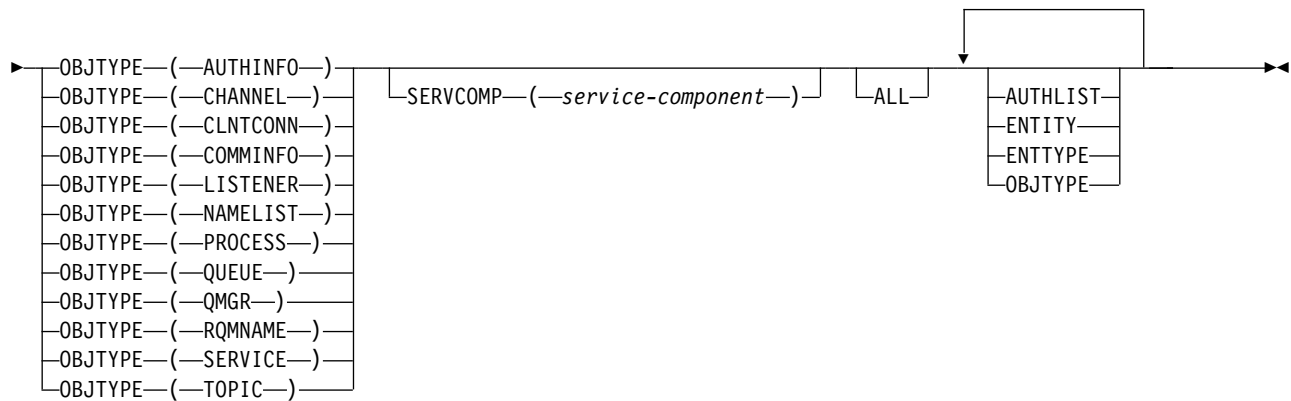 OBJTYPE ( AUTHINFO )
OBJTYPE ( CHANNEL ) SERVCOMP ( service-component ) ALL AUTHLIST
OBJTYPE ( CLNTCONN ) ENTITY
OBJTYPE ( COMMINFO ) ENTTYPE
OBJTYPE ( LISTENER ) OBJTYPE
OBJTYPE ( NAMELIST )
OBJTYPE ( PROCESS )
OBJTYPE ( QUEUE )
OBJTYPE ( QMGR )
OBJTYPE ( RQMNAME )
OBJTYPE ( SERVICE )
OBJTYPE ( TOPIC )